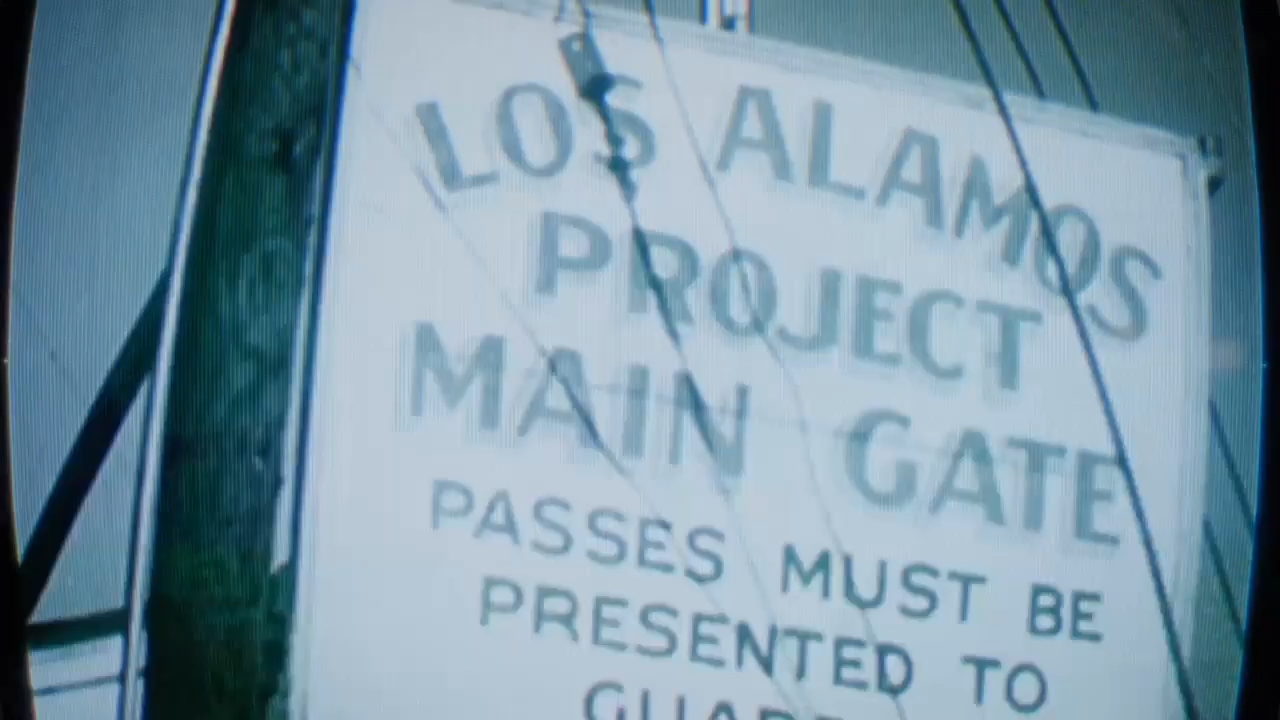 LOS ALAMOS
PROJECT
MAIN GATE
PASSES MUST BE
PRESENTED TO